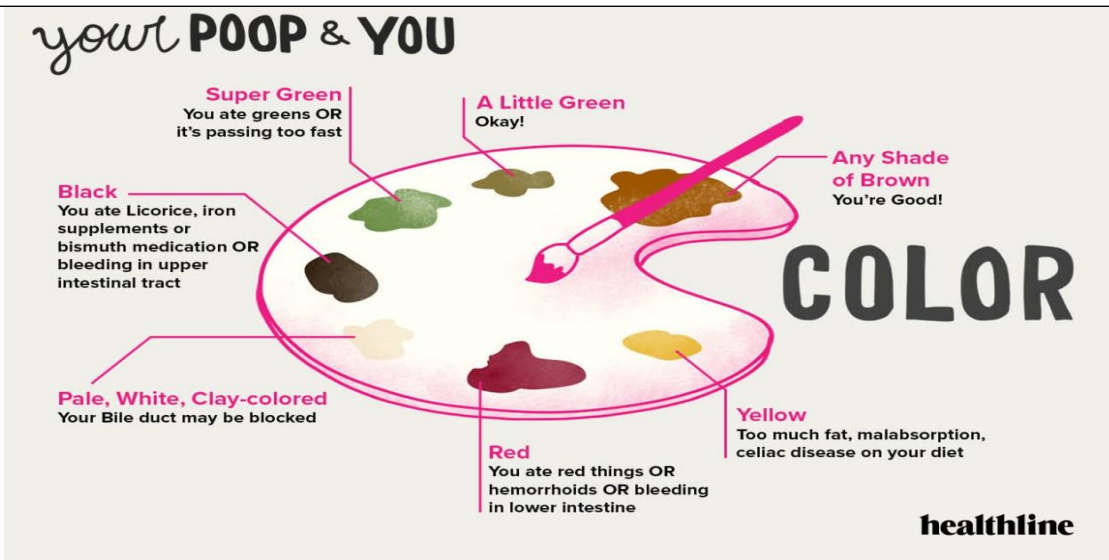 your POOP & YOU
Super Green
You ate greens OR
it's passing too fast
A Little Green
Okay!
Any Shade
of Brown
You're Good!
Black
You ate Licorice, iron
supplements or
bismuth medication OR
bleeding in upper
intestinal tract
COLOR
Pale, White, Clay-colored
Your Bile duct may be blocked
Red
You ate red things OR
hemorrhoids OR bleeding
in lower intestine
Yellow
Too much fat, malabsorption,
celiac disease on your diet
healthline